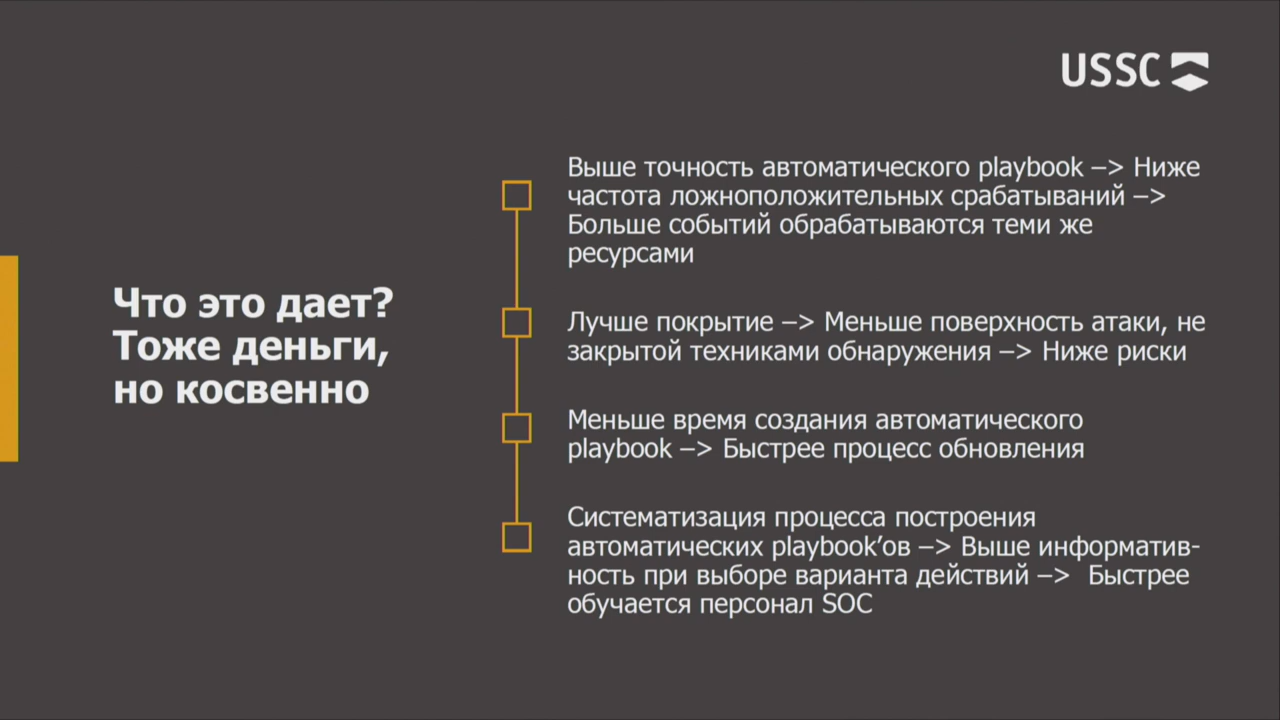 USSC
Что это дает?
Тоже деньги,
но косвенно
Выше точность автоматического playbook –> Ниже
частота ложноположительных срабатываний –>
Больше событий обрабатываются теми же
ресурсами
Лучше покрытие –> Меньше поверхность атаки, не
закрытой техниками обнаружения –> Ниже риски
Меньше время создания автоматического
playbook –> Быстрее процесс обновления
Систематизация процесса построения
автоматических playbook’ов –> Выше информатив-
ность при выборе варианта действий –> Быстрее
обучается персонал SOC